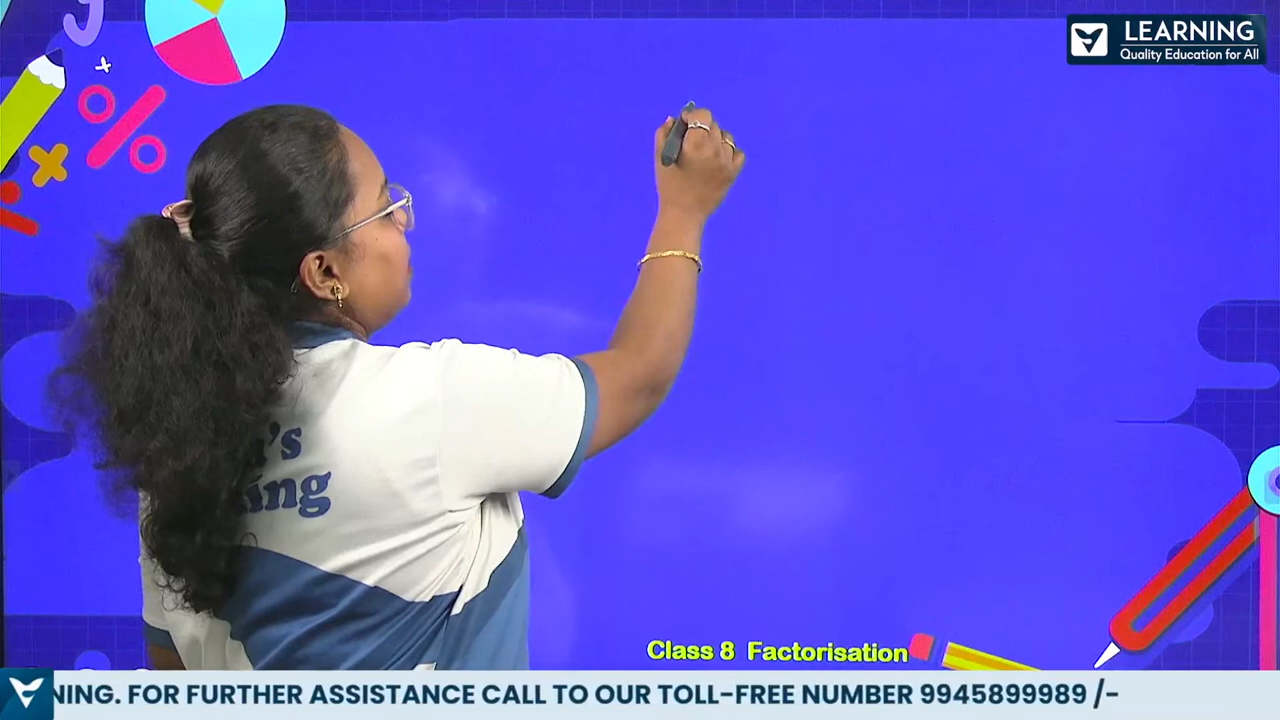 LEARNING
Quality Education for All
's
ing
Class 8 Factorisation
NING. FOR FURTHER ASSISTANCE CALL TO OUR TOLL-FREE NUMBER 9945899989 /-